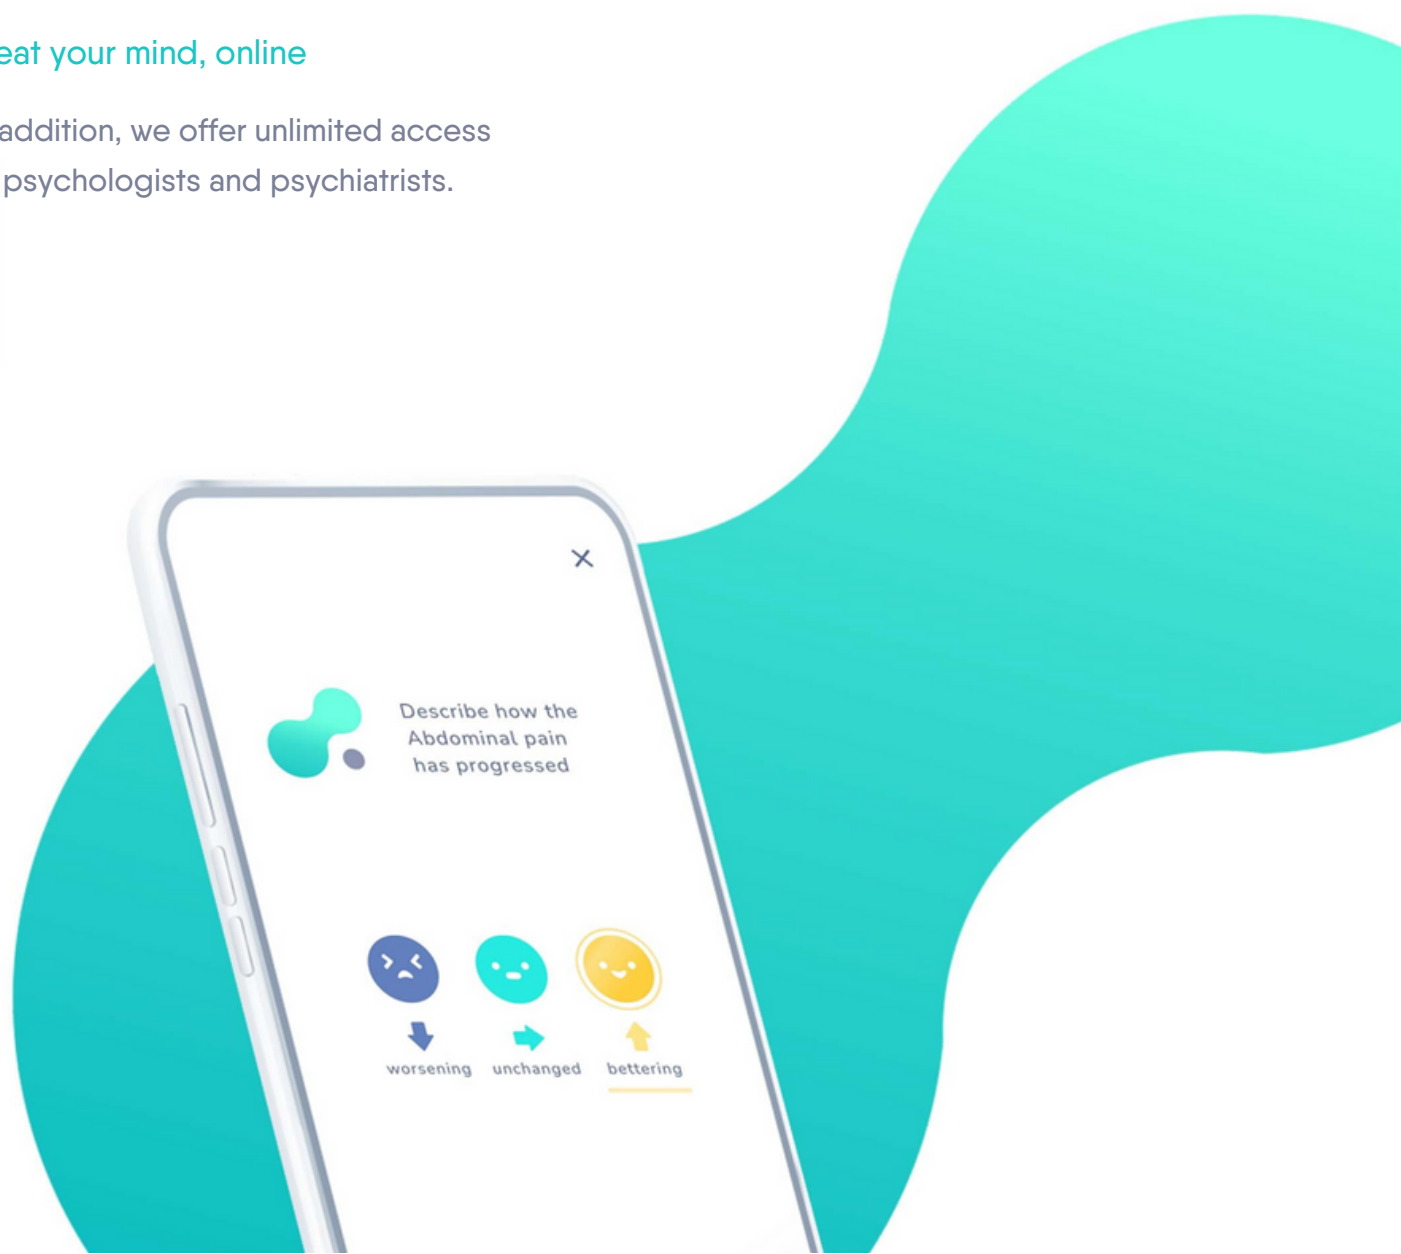 eat your mind, online
addition, we offer unlimited access
psychologists and psychiatrists.
Describe how the
Abdominal pain
has progressed
worsening unchanged bettering